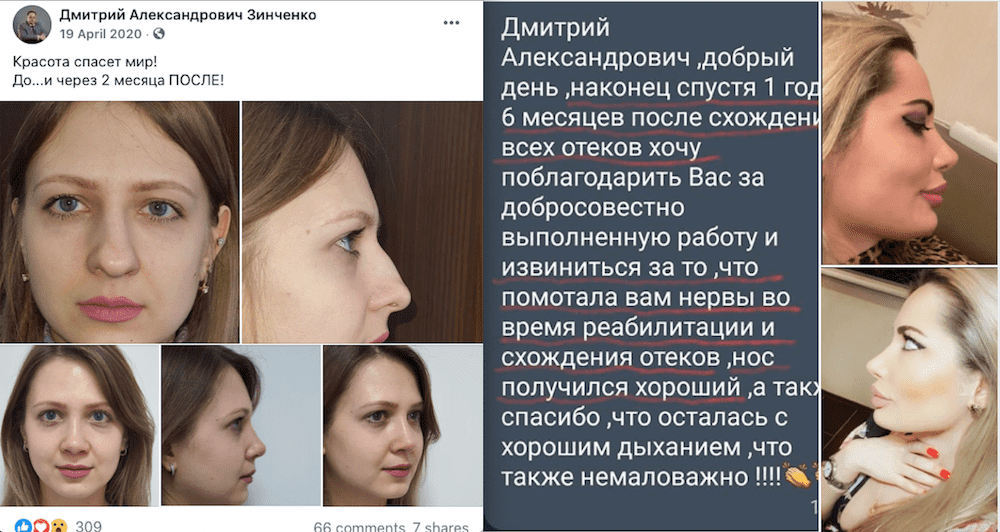 Дмитрий Александрович Зинченко
19 April 2020
Красота спасет мир!
До...и через 2 месяца ПОСЛЕ!
309
66 comments 7 shares
Дмитрий
Александрович ,добрый
день ,наконец спустя 1 год
6 месяцев после схождени
всех отеков хочу
поблагодарить Вас за
добросовестно
выполненную работу и
извиниться за то ,что
помотала вам нервы во
время реабилитации и
схождения отеков ,нос
получился хороший ,а такж
спасибо ,что осталась с
хорошим дыханием ,что
также немаловажно !!!!